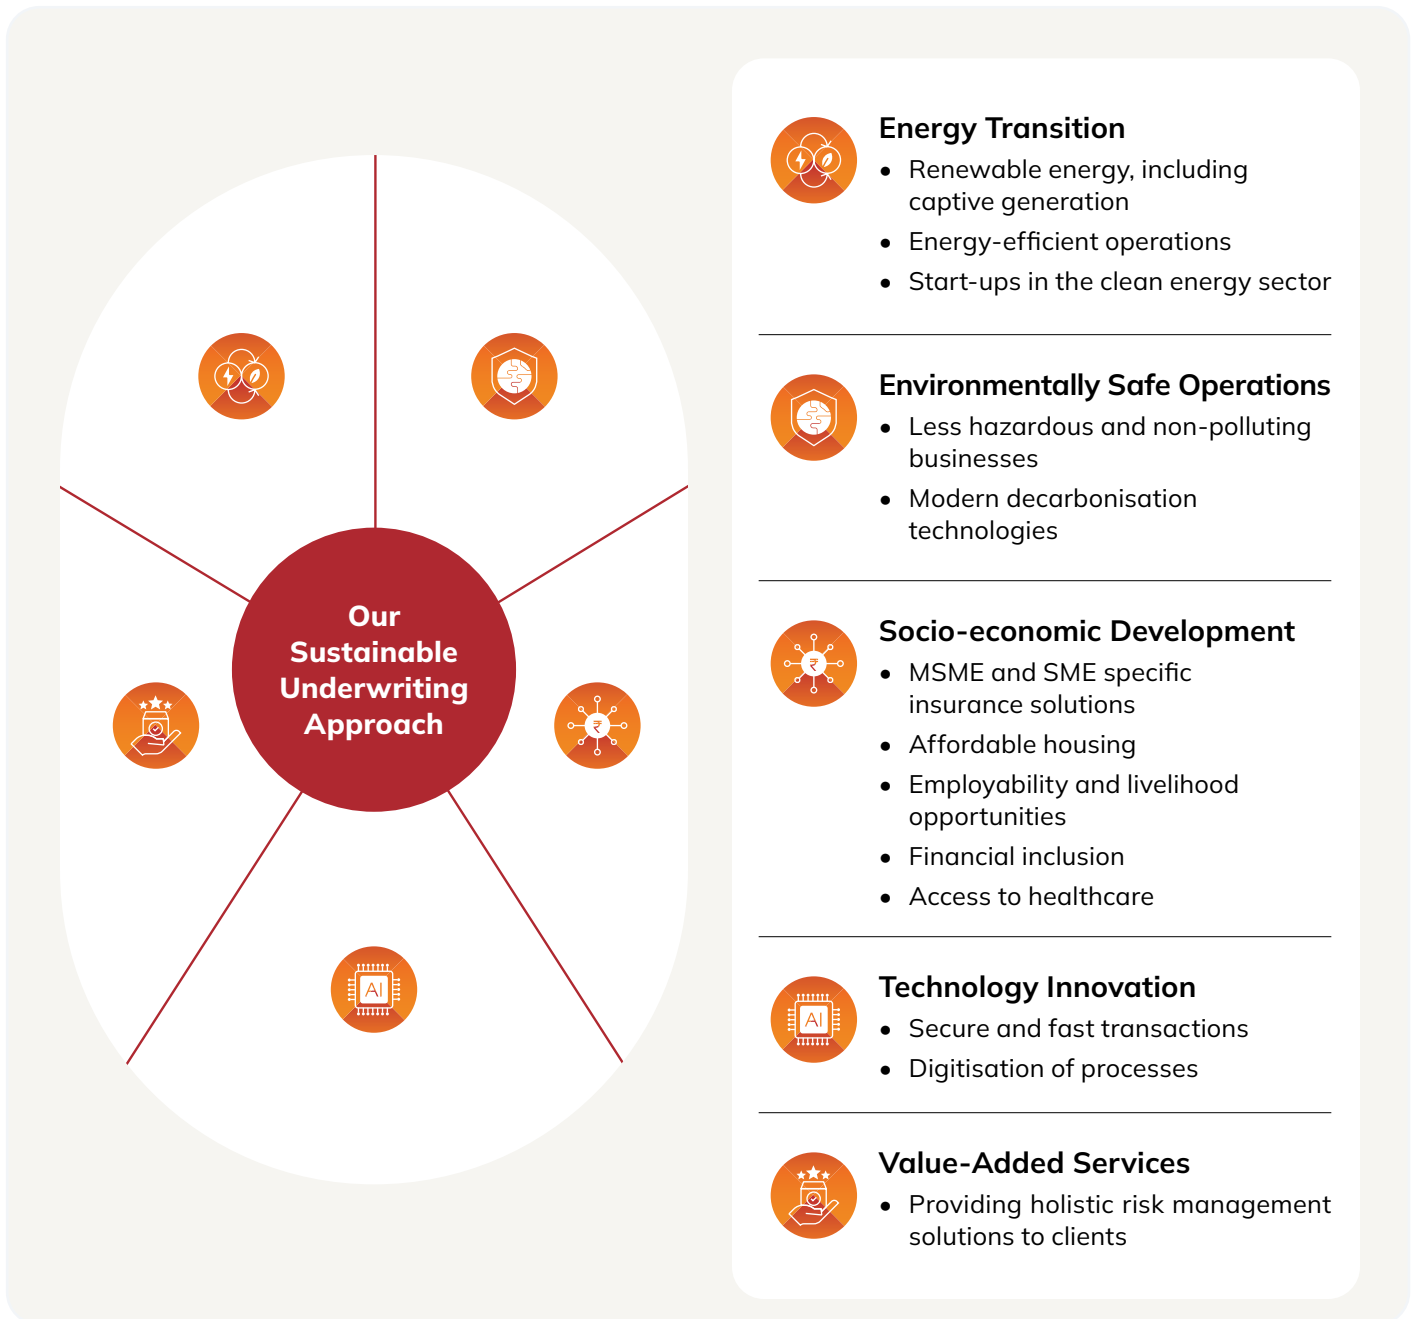 Our
Sustainable
Underwriting
Approach
AI
Energy Transition
• Renewable energy, including
captive generation
• Energy-efficient operations
• Start-ups in the clean energy sector
Environmentally Safe Operations
• Less hazardous and non-polluting
businesses
• Modern decarbonisation
technologies
₹
Socio-economic Development
• MSME and SME specific
insurance solutions
• Affordable housing
• Employability and livelihood
opportunities
• Financial inclusion
• Access to healthcare
AI
Technology Innovation
• Secure and fast transactions
• Digitisation of processes
Value-Added Services
• Providing holistic risk management
solutions to clients
₹